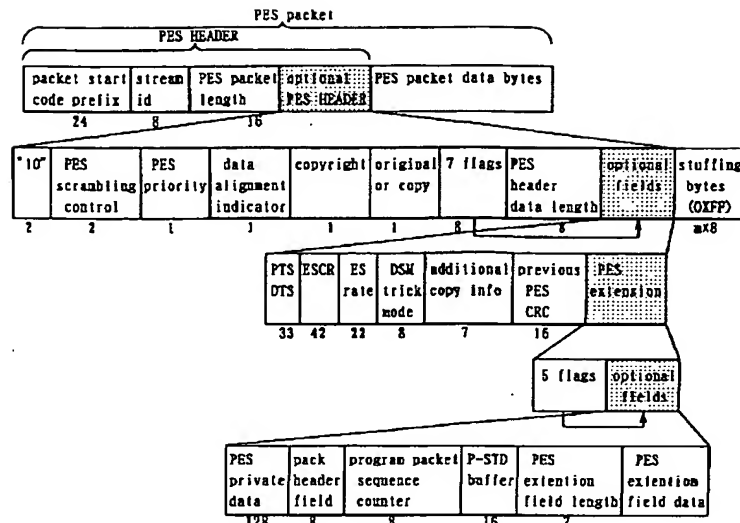 PES packet
PES HEADER
packet start code prefix
stream id
PES packet length
optional PES HEADER
PES packet data bytes
24
8
16
"10"
PES scrambling control
PES priority
data alignment indicator
copyright
original or copy
7 flags
PES header data length
optional fields
stuffing bytes (OXFF)
2
2
1
1
1
1
8
8
m×8
PTS DTS
ESCR
ES rate
DSM trick mode
additional copy info
previous PES CRC
PES extension
33
42
22
8
7
16
5 flags
optional fields
PES private data
pack header field
program packet sequence counter
P-STD buffer
PES extention field length
PES extention field data
128
8
8
16
7